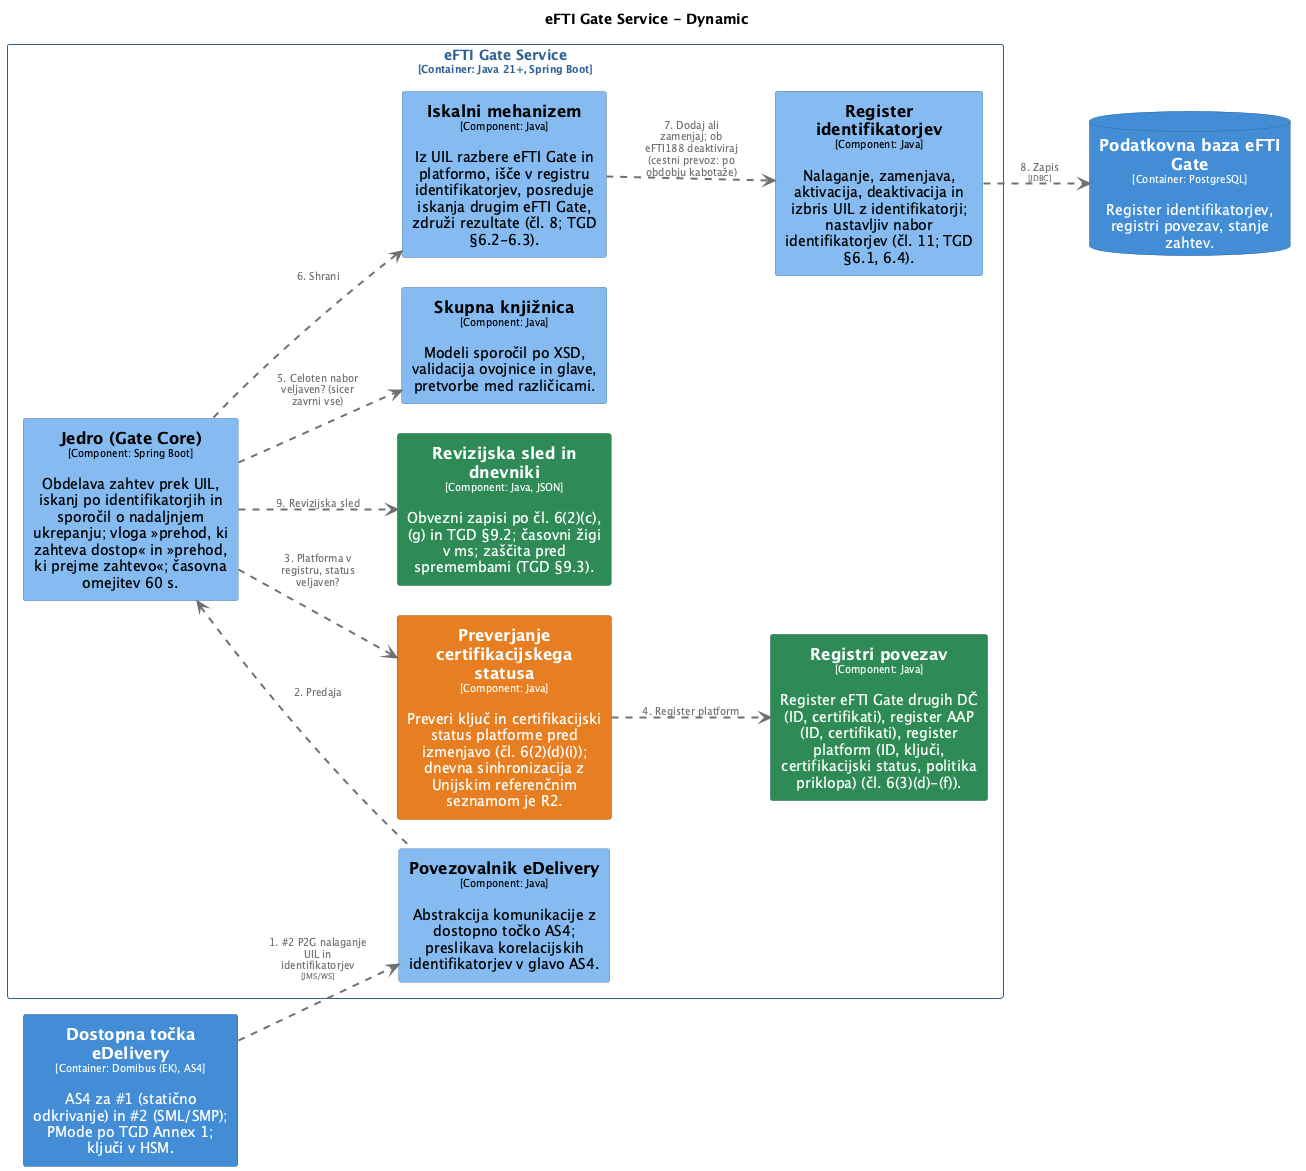 eFTI Gate Service – Dynamic
eFTI Gate Service
[Container: Java 21+, Spring Boot]
Iskalni mehanizem
[Component: Java]
Iz UIL razbere eFTI Gate in
platformo, išče v registru
identifikatorjev, posreduje
iskanja drugim eFTI Gate,
združi rezultate (čl. 8; TGD
§6.2–6.3).
7. Dodaj ali
zamenjaj; ob
eFTI188 deaktiviraj
(cestni prevoz: po
obdobju kabotaže)
Register
identifikatorjev
[Component: Java]
Nalaganje, zamenjava,
aktivacija, deaktivacija in
izbris UIL z identifikatorji;
nastavljiv nabor
identifikatorjev (čl. 11; TGD
§6.1, 6.4).
8. Zapis
[JDBC]
Podatkovna baza eFTI
Gate
[Container: PostgreSQL]
Register identifikatorjev,
registri povezav, stanje
zahtev.
6. Shrani
Skupna knjižnica
[Component: Java]
Modeli sporočil po XSD,
validacija ovojnice in glave,
pretvorbe med različicami.
5. Celoten nabor
veljaven? (sicer
zavrni vse)
Jedro (Gate Core)
[Component: Spring Boot]
Obdelava zahtev prek UIL,
iskanj po identifikatorjih in
sporočil o nadaljnjem
ukrepanju; vloga »prehod, ki
zahteva dostop« in »prehod,
ki prejme zahtevo«; časovna
omejitev 60 s.
9. Revizijska sled
Revizijska sled in
dnevniki
[Component: Java, JSON]
Obvezni zapisi po čl. 6(2)(c),
(g) in TGD §9.2; časovni žigi
v ms; zaščita pred
spremembami (TGD §9.3).
3. Platforma v
registru, status
veljaven?
Preverjanje
certifikacijskega
statusa
[Component: Java]
Preveri ključ in certifikacijski
status platforme pred
izmenjavo (čl. 6(2)(d)(i));
dnevna sinhronizacija z
Unijskim referenčnim
seznamom je R2.
4. Register platform
Registri povezav
[Component: Java]
Register eFTI Gate drugih DČ
(ID, certifikati), register AAP
(ID, certifikati), register
platform (ID, ključi,
certifikacijski status, politika
priklopa) (čl. 6(3)(d)–(f)).
2. Predaja
Povezovalnik eDelivery
[Component: Java]
Abstrakcija komunikacije z
dostopno točko AS4;
preslikava korelacijskih
identifikatorjev v glavo AS4.
1. #2 P2G nalaganje
UIL in
identifikatorjev
[JMS/WS]
Dostopna točka
eDelivery
[Container: Domibus (EK), AS4]
AS4 za #1 (statično
odkrivanje) in #2 (SML/SMP);
PMode po TGD Annex 1;
ključi v HSM.